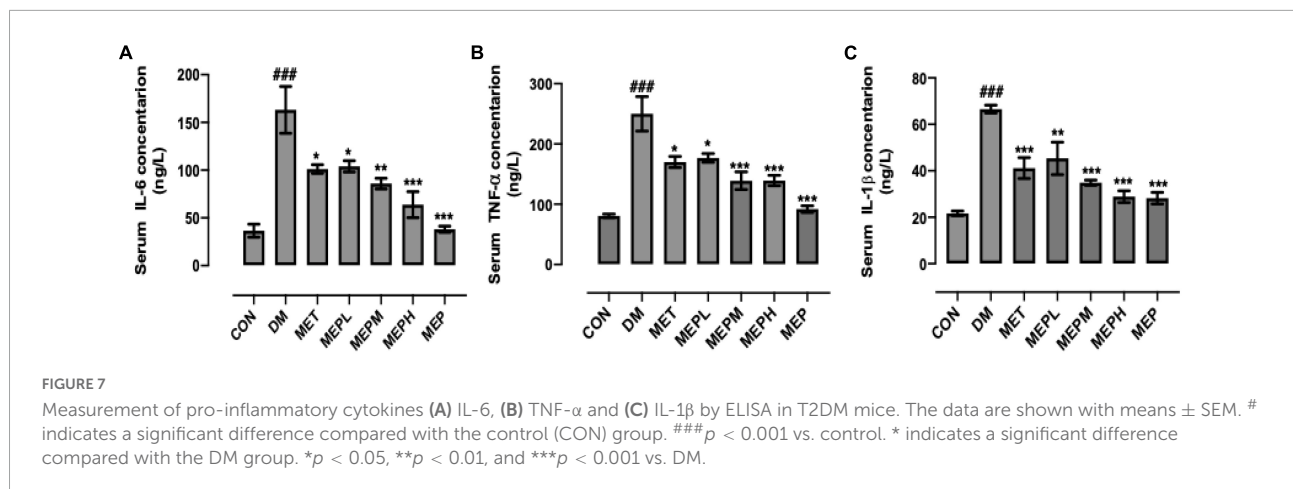 A
Serum IL-6 concentarion
(ng/L)
200
150
100
50
0
###
*
*
**
***
***
CON
DM
MET
MEPL
MEPM
MEPH
MEP
B
Serum TNF-α concentarion
(ng/L)
300
200
100
0
###
*
*
***
***
***
CON
DM
MET
MEPL
MEPM
MEPH
MEP
C
Serum IL-1β concentarion
(ng/L)
80
60
40
20
0
###
***
**
***
***
***
CON
DM
MET
MEPL
MEPM
MEPH
MEP
FIGURE 7
Measurement of pro-inflammatory cytokines (A) IL-6, (B) TNF-α and (C) IL-1β by ELISA in T2DM mice. The data are shown with means ± SEM. #
indicates a significant difference compared with the control (CON) group. ###p < 0.001 vs. control. * indicates a significant difference
compared with the DM group. *p < 0.05, **p < 0.01, and ***p < 0.001 vs. DM.